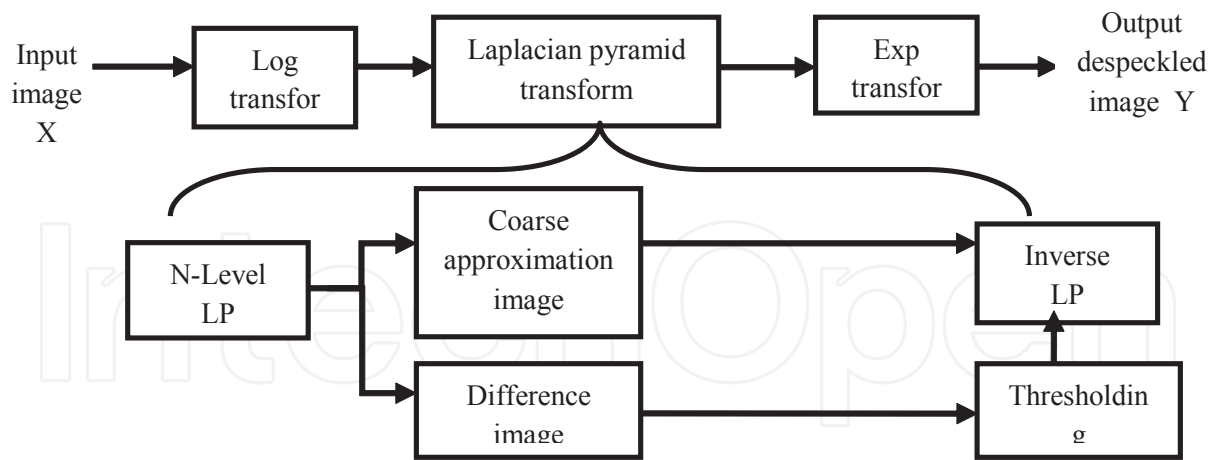 Input
image
X
Log
transfor
Laplacian pyramid
transform
Exp
transfor
Output
despeckled
image Y
N-Level
LP
Coarse
approximation
image
Inverse
LP
Difference
image
Thresholdin
g
IntechOpen